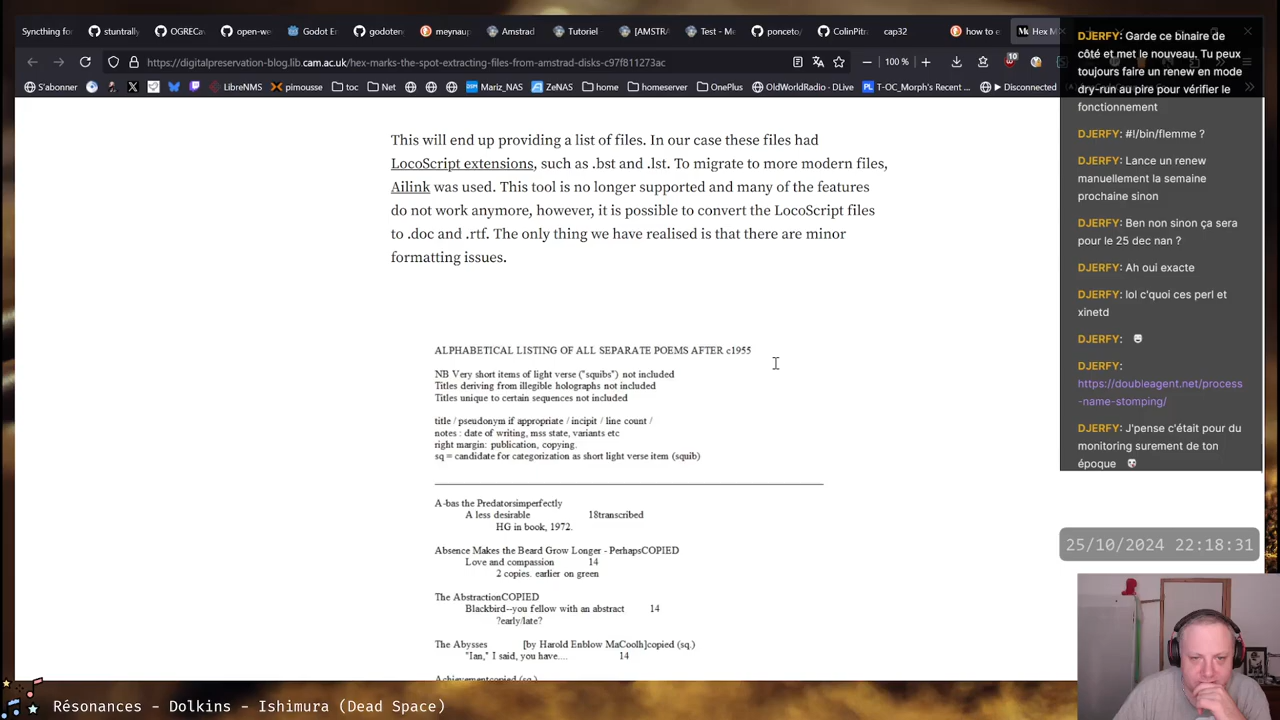 Syncthing for
stuntrally
OGRECav
open-we
Godot Er
godoten
meynaup
Amstrad
Tutoriel
[AMSTRA
Test - M
ponceto/
ColinPitr
cap32
how to e
Hex M
https://digitalpreservation-blog.lib.cam.ac.uk/hex-marks-the-spot-extracting-files-from-amstrad-disks-c97f811273ac
100 %
10
S'abonner
LibreNMS
pimousse
toc
Net
Mariz_NAS
ZeNAS
home
homeserver
OnePlus
OldWorldRadio - DLive
T-OC_Morph's Recent ...
Disconnected
This will end up providing a list of files. In our case these files had
LocoScript extensions, such as .bst and .lst. To migrate to more modern files,
Ailink was used. This tool is no longer supported and many of the features
do not work anymore, however, it is possible to convert the LocoScript files
to .doc and .rtf. The only thing we have realised is that there are minor
formatting issues.
ALPHABETICAL LISTING OF ALL SEPARATE POEMS AFTER c1955
NB Very short items of light verse ("squibs") not included
Titles deriving from illegible holographs not included
Titles unique to certain sequences not included
title / pseudonym if appropriate / incipit / line count /
notes : date of writing, mss state, variants etc
right margin: publication, copying.
sq = candidate for categorization as short light verse item (squib)
A-bas the Predatorsimperfectly
A less desirable 18transcribed
HG in book, 1972.
Absence Makes the Beard Grow Longer - PerhapsCOPIED
Love and compassion 14
2 copies. earlier on green
The AbstractionCOPIED
Blackbird--you fellow with an abstract 14
?early/late?
The Abysses [by Harold Enblow MaCoolh]copied (sq.)
"Ian," I said, you have.... 14
Achievementcopied (sq.)
DJERFY: Garde ce binaire de
côté et met le nouveau. Tu peux
toujours faire un renew en mode
dry-run au pire pour vérifier le
fonctionnement
DJERFY: #!/bin/flemme ?
DJERFY: Lance un renew
manuellement la semaine
prochaine sinon
DJERFY: Ben non sinon ça sera
pour le 25 dec nan ?
DJERFY: Ah oui exacte
DJERFY: lol c'quoi ces perl et
xinetd
DJERFY:
DJERFY:
https://doubleagent.net/process
-name-stomping/
DJERFY: J'pense c'était pour du
monitoring surement de ton
époque
25/10/2024 22:18:31
Résonances - Dolkins - Ishimura (Dead Space)